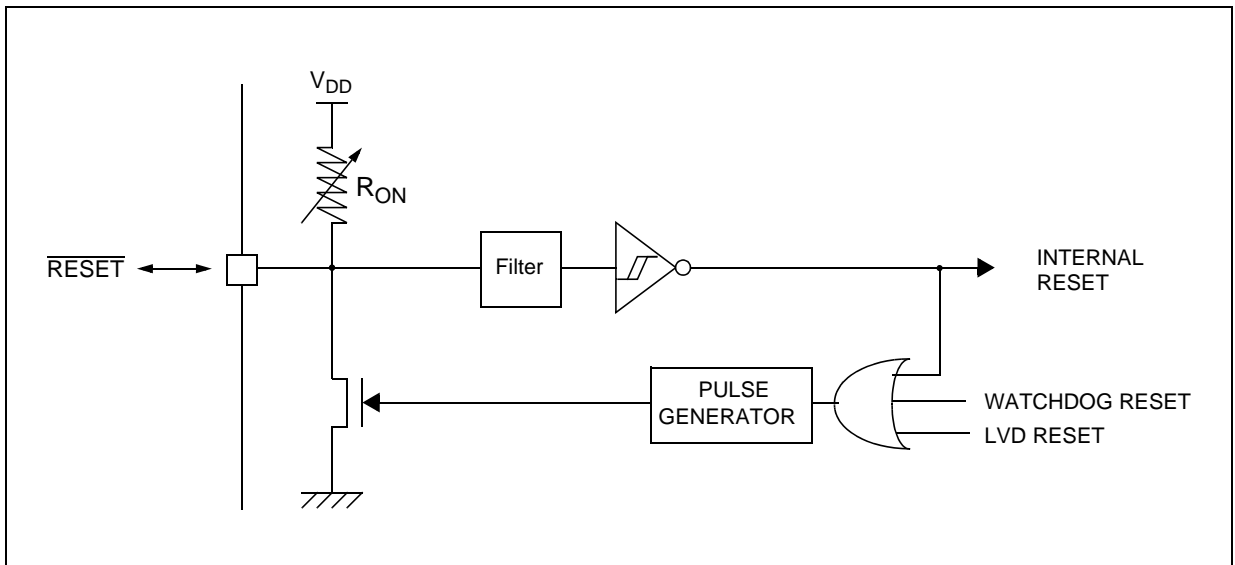 VDD
RON
RESET
Filter
INTERNAL
RESET
PULSE
GENERATOR
WATCHDOG RESET
LVD RESET